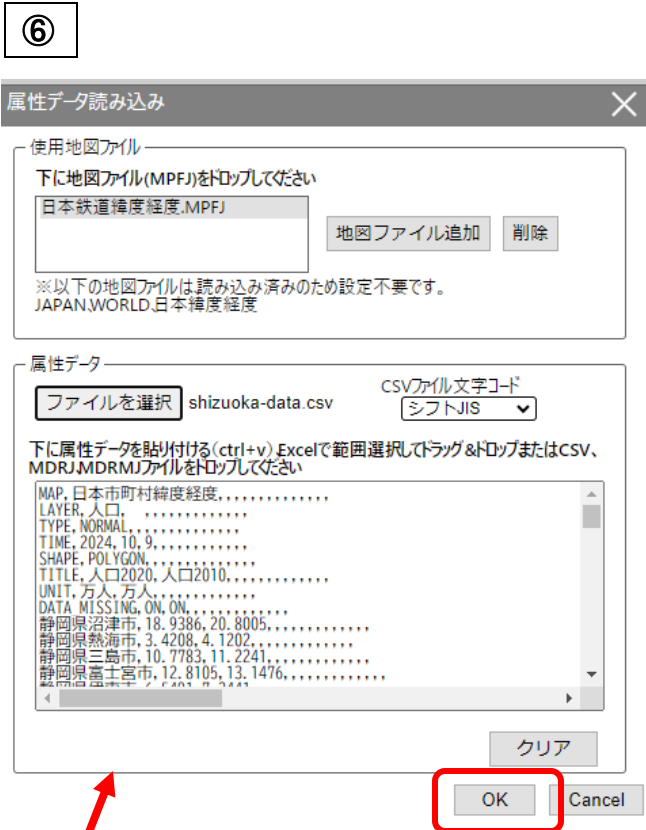 ⑥
属性データ読み込み
使用地図ファイル
下に地図ファイル(MPFJ)をドロップしてください
日本鉄道緯度経度.MPFJ
地図ファイル追加
削除
※以下の地図ファイルは読み込み済みのため設定不要です。
JAPAN,WORLD,日本緯度経度
属性データ
ファイルを選択 shizuoka-data.csv
CSVファイル文字コード
シフトJIS
下に属性データを貼り付ける(ctrl+v),Excelで範囲選択してドラッグ&ドロップまたはCSV、
MDRJ,MDRMJファイルをドロップしてください
MAP,日本市町村緯度経度,,,,,,,,,,,,,,
LAYER,人口, ,,,,,,,,,,,,,
TYPE,NORMAL,,,,,,,,,,,,,,
TIME,2024,10,9,,,,,,,,,,,,
SHAPE,POLYGON,,,,,,,,,,,,,,
TITLE,人口2020,人口2010,,,,,,,,,,,,,
UNIT,万人,万人,,,,,,,,,,,,,
DATA_MISSING,ON,ON,,,,,,,,,,,,,
静岡県沼津市,18.9386,20.8005,,,,,,,,,,,,,
静岡県熱海市,3.4208,4.1202,,,,,,,,,,,,,
静岡県三島市,10.7783,11.2241,,,,,,,,,,,,,
静岡県富士宮市,12.8105,13.1476,,,,,,,,,,,,,
クリア
OK
Cancel